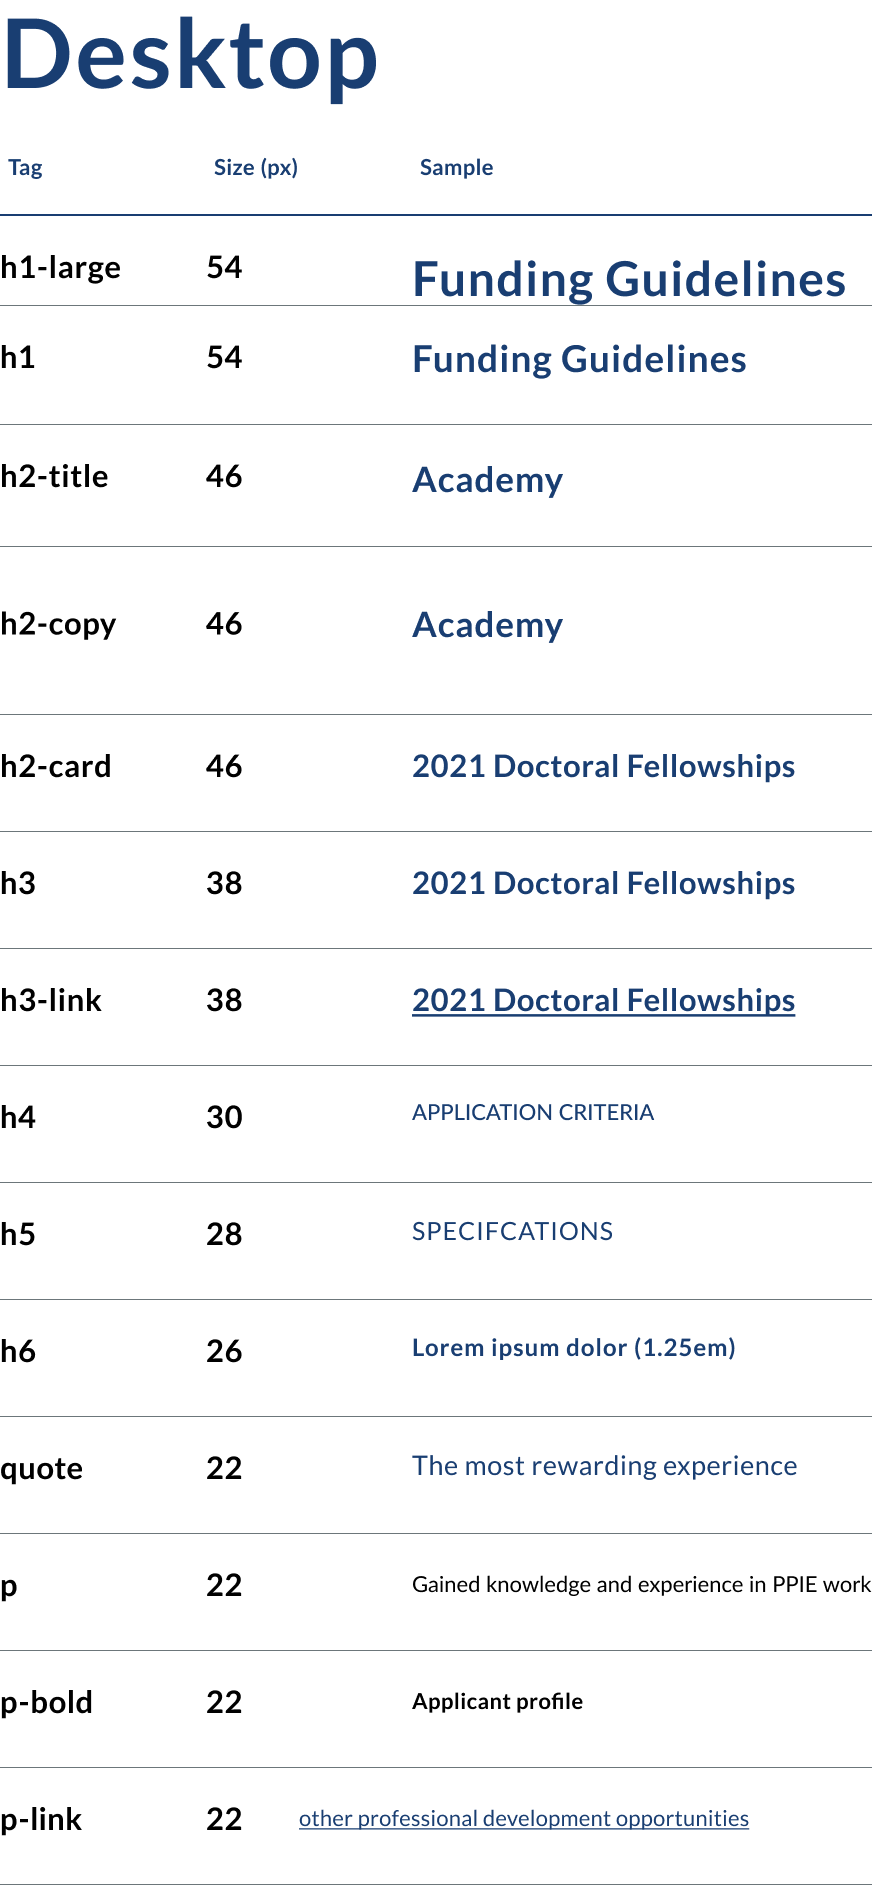 Desktop
Tag Size (px) Sample
h1-large 54 Funding Guidelines
h1 54 Funding Guidelines
h2-title 46 Academy
h2-copy 46 Academy
h2-card 46 2021 Doctoral Fellowships
h3 38 2021 Doctoral Fellowships
h3-link 38 2021 Doctoral Fellowships
h4 30 APPLICATION CRITERIA
h5 28 SPECIFCATIONS
h6 26 Lorem ipsum dolor (1.25em)
quote 22 The most rewarding experience
p 22 Gained knowledge and experience in PPIE work
p-bold 22 Applicant profile
p-link 22 other professional development opportunities